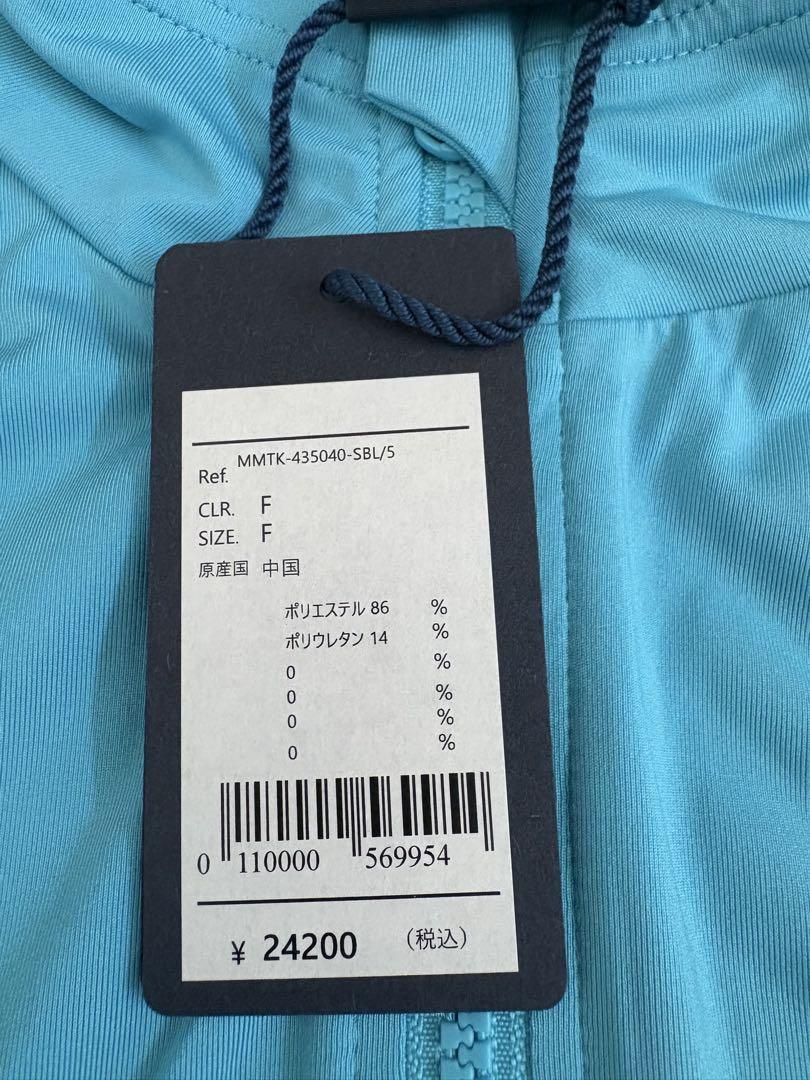 Ref. MMTK-435040-SBL/5
CLR. F
SIZE. F
原産国 中国
ポリエステル 86 %
ポリウレタン 14 %
0 %
0 %
0 %
0 %
0 110000 569954
¥ 24200 (税込)